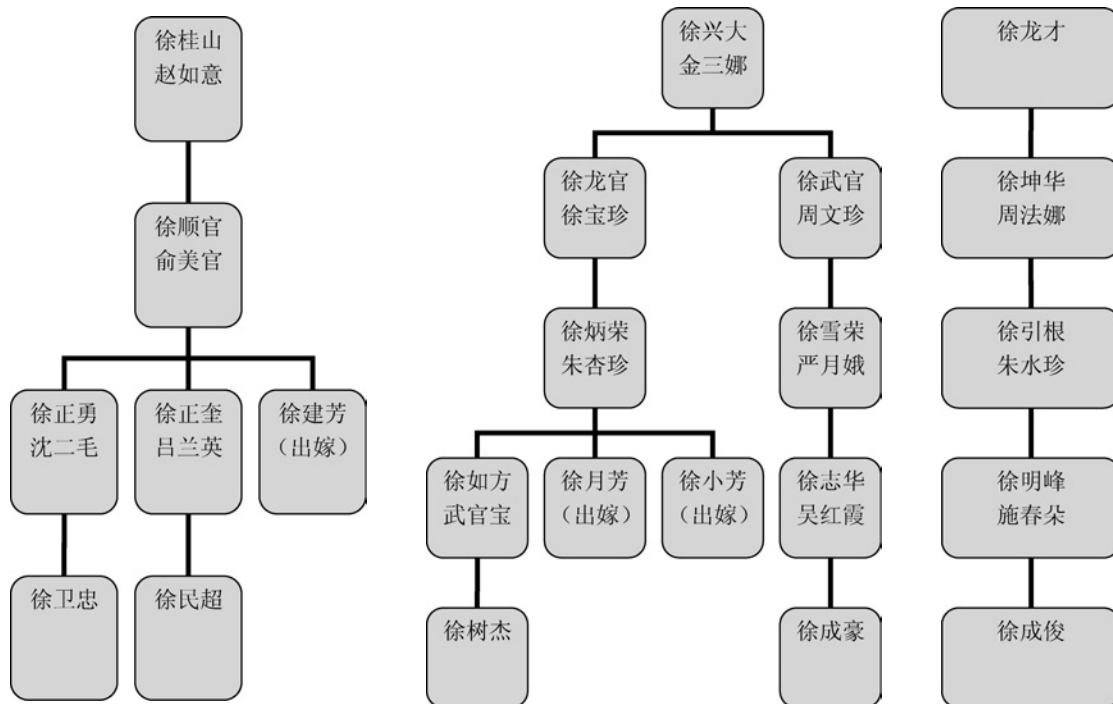 徐桂山
赵如意
徐顺官
俞美官
徐正勇
沈二毛
徐正奎
吕兰英
徐建芳
（出嫁）
徐卫忠
徐民超
徐兴大
金三娜
徐龙官
徐宝珍
徐武官
周文珍
徐炳荣
朱杏珍
徐雪荣
严月娥
徐如方
武官宝
徐月芳
（出嫁）
徐小芳
（出嫁）
徐志华
吴红霞
徐树杰
徐成豪
徐龙才
徐坤华
周法娜
徐引根
朱水珍
徐明峰
施春朵
徐成俊